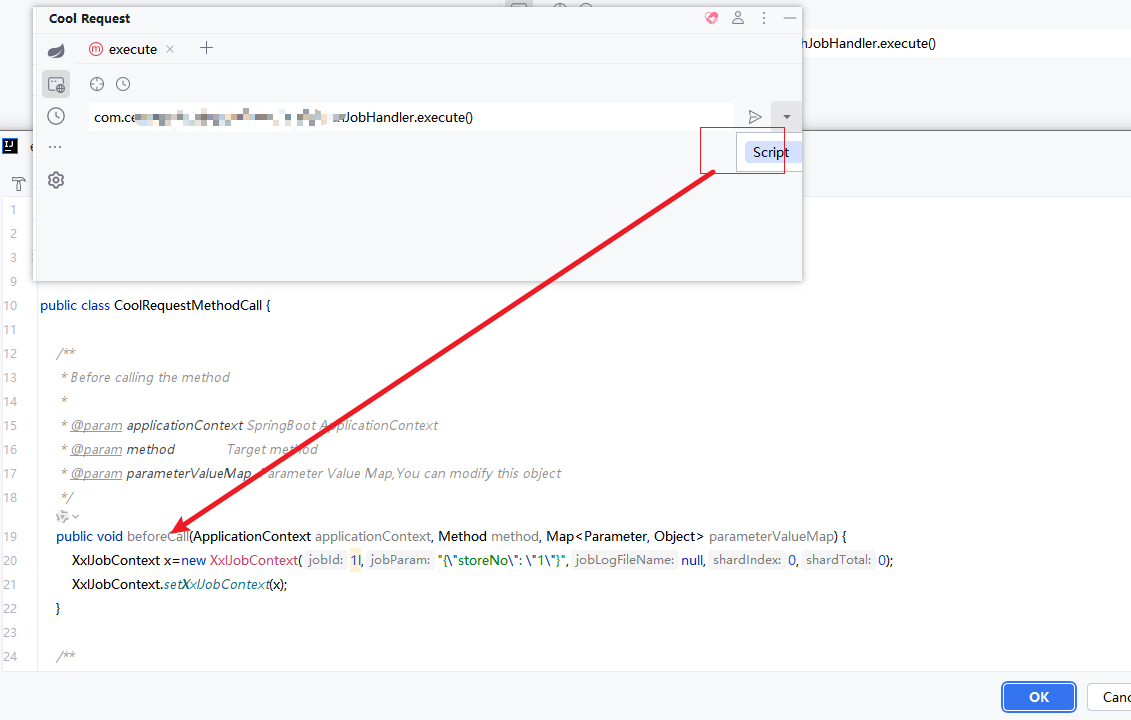 Cool Request
execute
com.ce JobHandler.execute()
Script
nJobHandler.execute()
1
2
3
9
10 public class CoolRequestMethodCall {
11
12 /**
13 * Before calling the method
14 *
15 * @param applicationContext SpringBoot ApplicationContext
16 * @param method Target method
17 * @param parameterValueMap Parameter Value Map,You can modify this object
18 */
19 public void beforeCall(ApplicationContext applicationContext, Method method, Map<Parameter, Object> parameterValueMap) {
20 XxlJobContext x=new XxlJobContext( jobId: 1l, jobParam: "{\"storeNo\": \"1\"}", jobLogFileName: null, shardIndex: 0, shardTotal: 0);
21 XxlJobContext.setXxlJobContext(x);
22 }
23
24 /**
OK
Canc